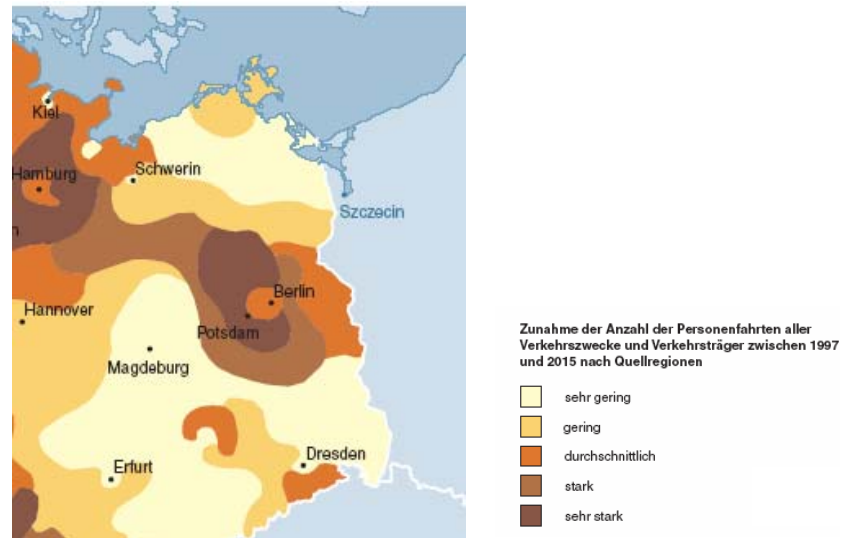 Kiel
Hamburg
Schwerin
Szczecin
n
Hannover
Berlin
Potsdam
Magdeburg
Erfurt
Dresden
Zunahme der Anzahl der Personenfahrten aller
Verkehrszwecke und Verkehrsträger zwischen 1997
und 2015 nach Quellregionen
sehr gering
gering
durchschnittlich
stark
sehr stark